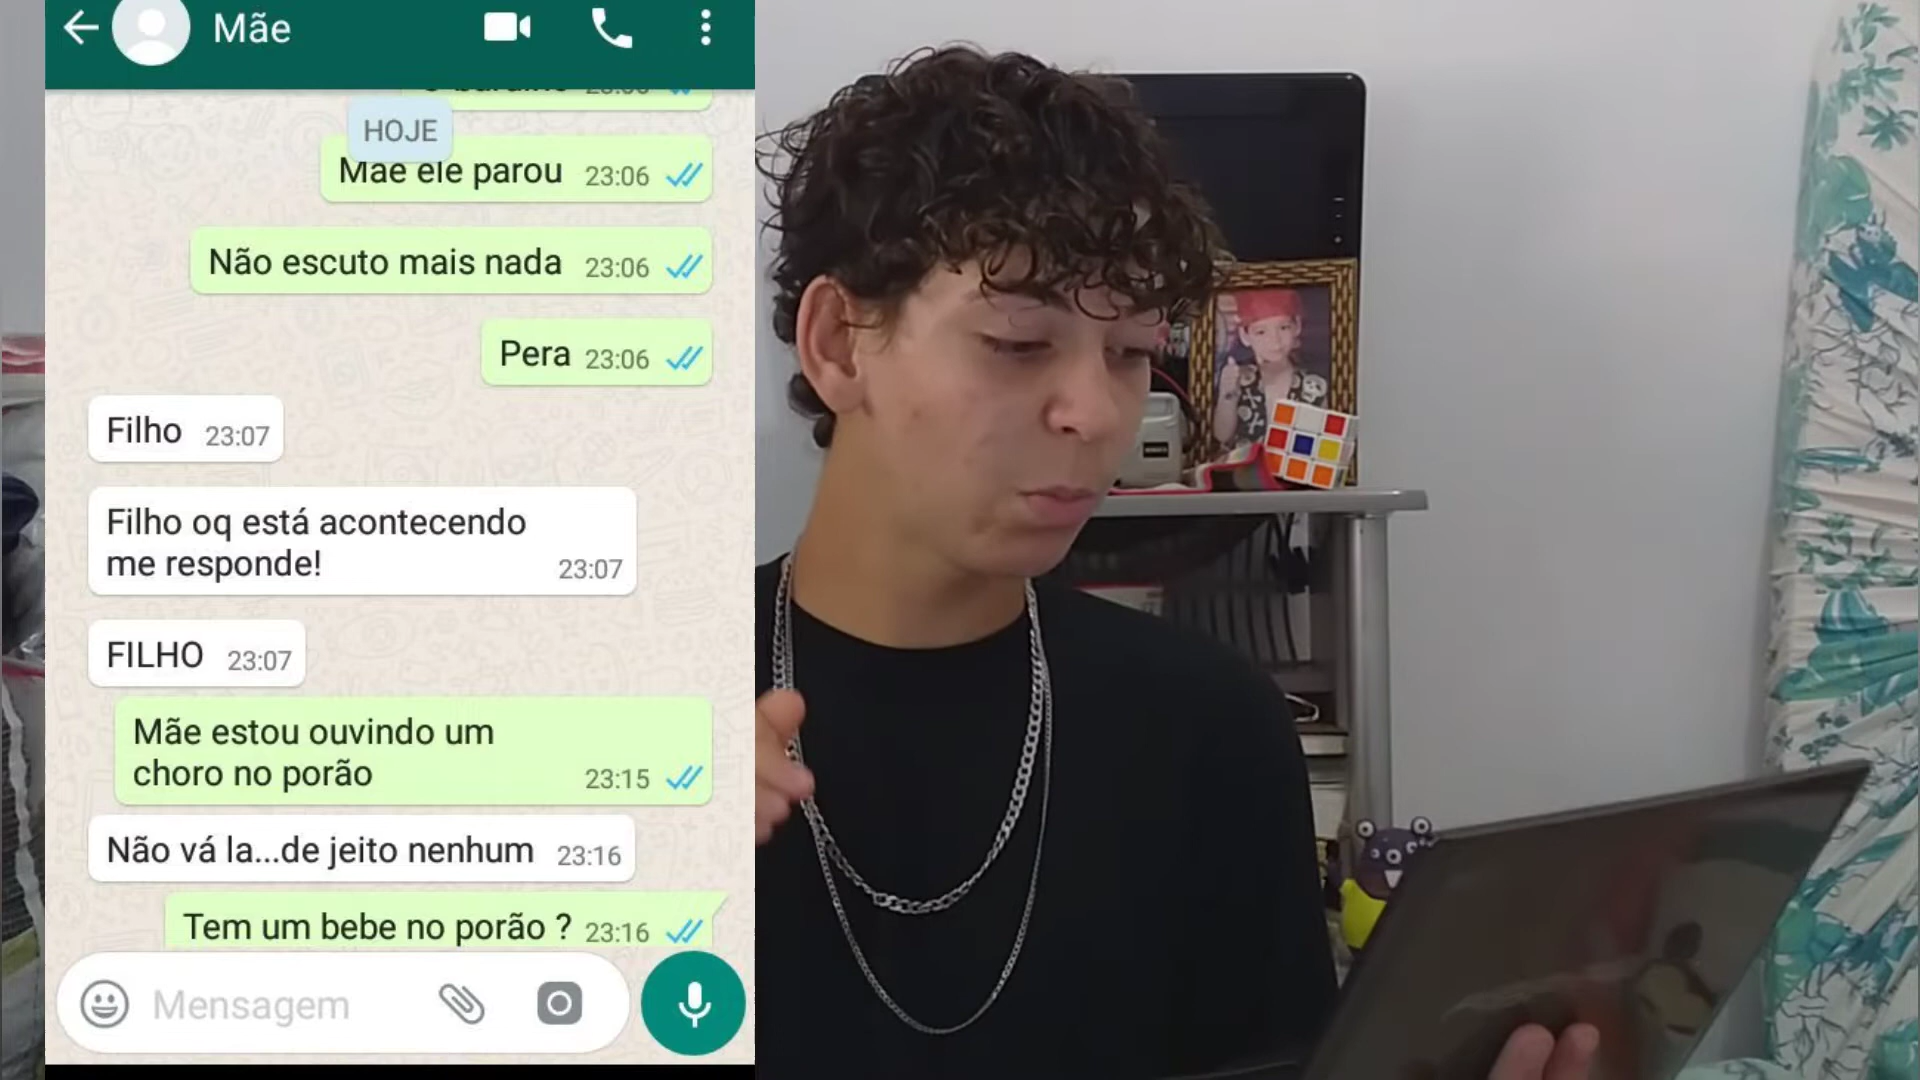 Mãe
HOJE
Mae ele parou 23:06
Não escuto mais nada 23:06
Pera 23:06
Filho 23:07
Filho oq está acontecendo
me responde! 23:07
FILHO 23:07
Mãe estou ouvindo um
choro no porão 23:15
Não vá la...de jeito nenhum 23:16
Tem um bebe no porão ? 23:16
Mensagem